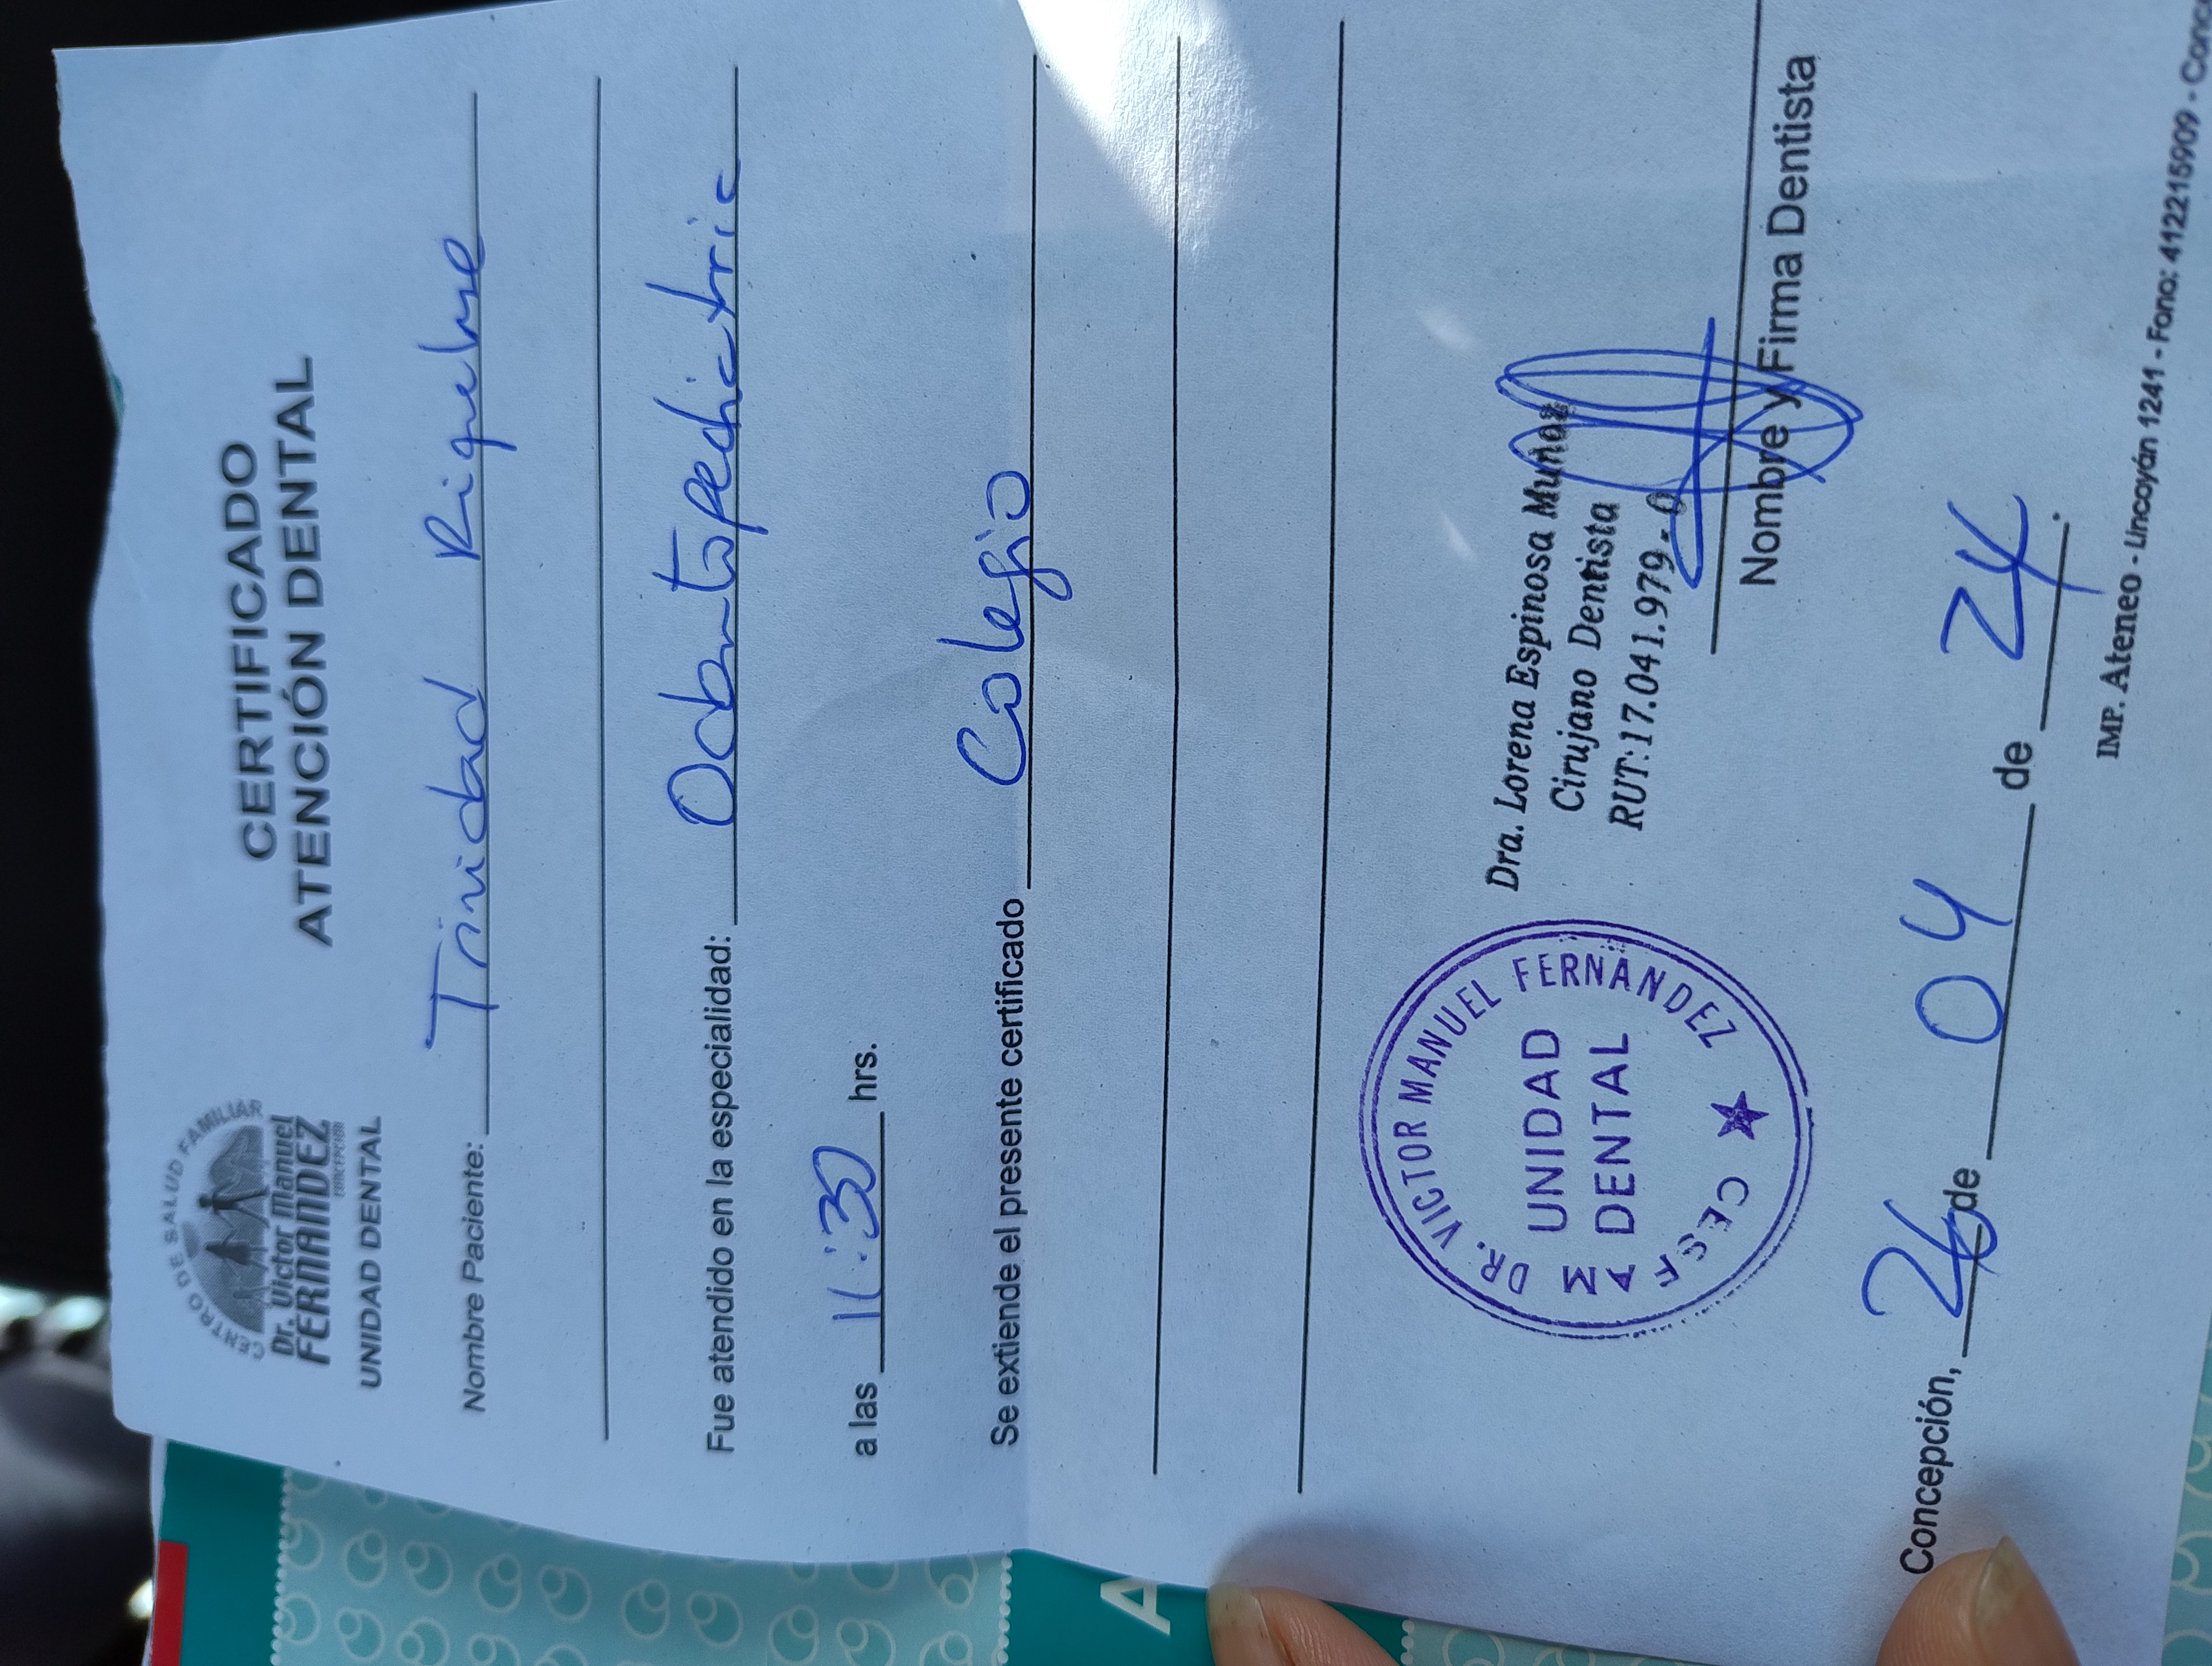 CENTRO DE SALUD FAMILIAR
Dr. Victor Manuel
FERNANDEZ
CONCEPCIÓN
UNIDAD DENTAL
CERTIFICADO
ATENCIÓN DENTAL
Nombre Paciente: Trinidad Riquelme
Fue atendido en la especialidad: Odontopediatria
a las 11:30 hrs.
Se extiende el presente certificado Colegio
DR. VICTOR MANUEL FERNÁNDEZ
UNIDAD
DENTAL
CESFAM
Dra. Lorena Espinosa Muñoz
Cirujano Dentista
RUT:17.041.979-0
Nombre y Firma Dentista
Concepción, 26 de 04 de 24.
IMP. Ateneo - Lincoyán 1241 - Fono: 412215909 - Conce
A